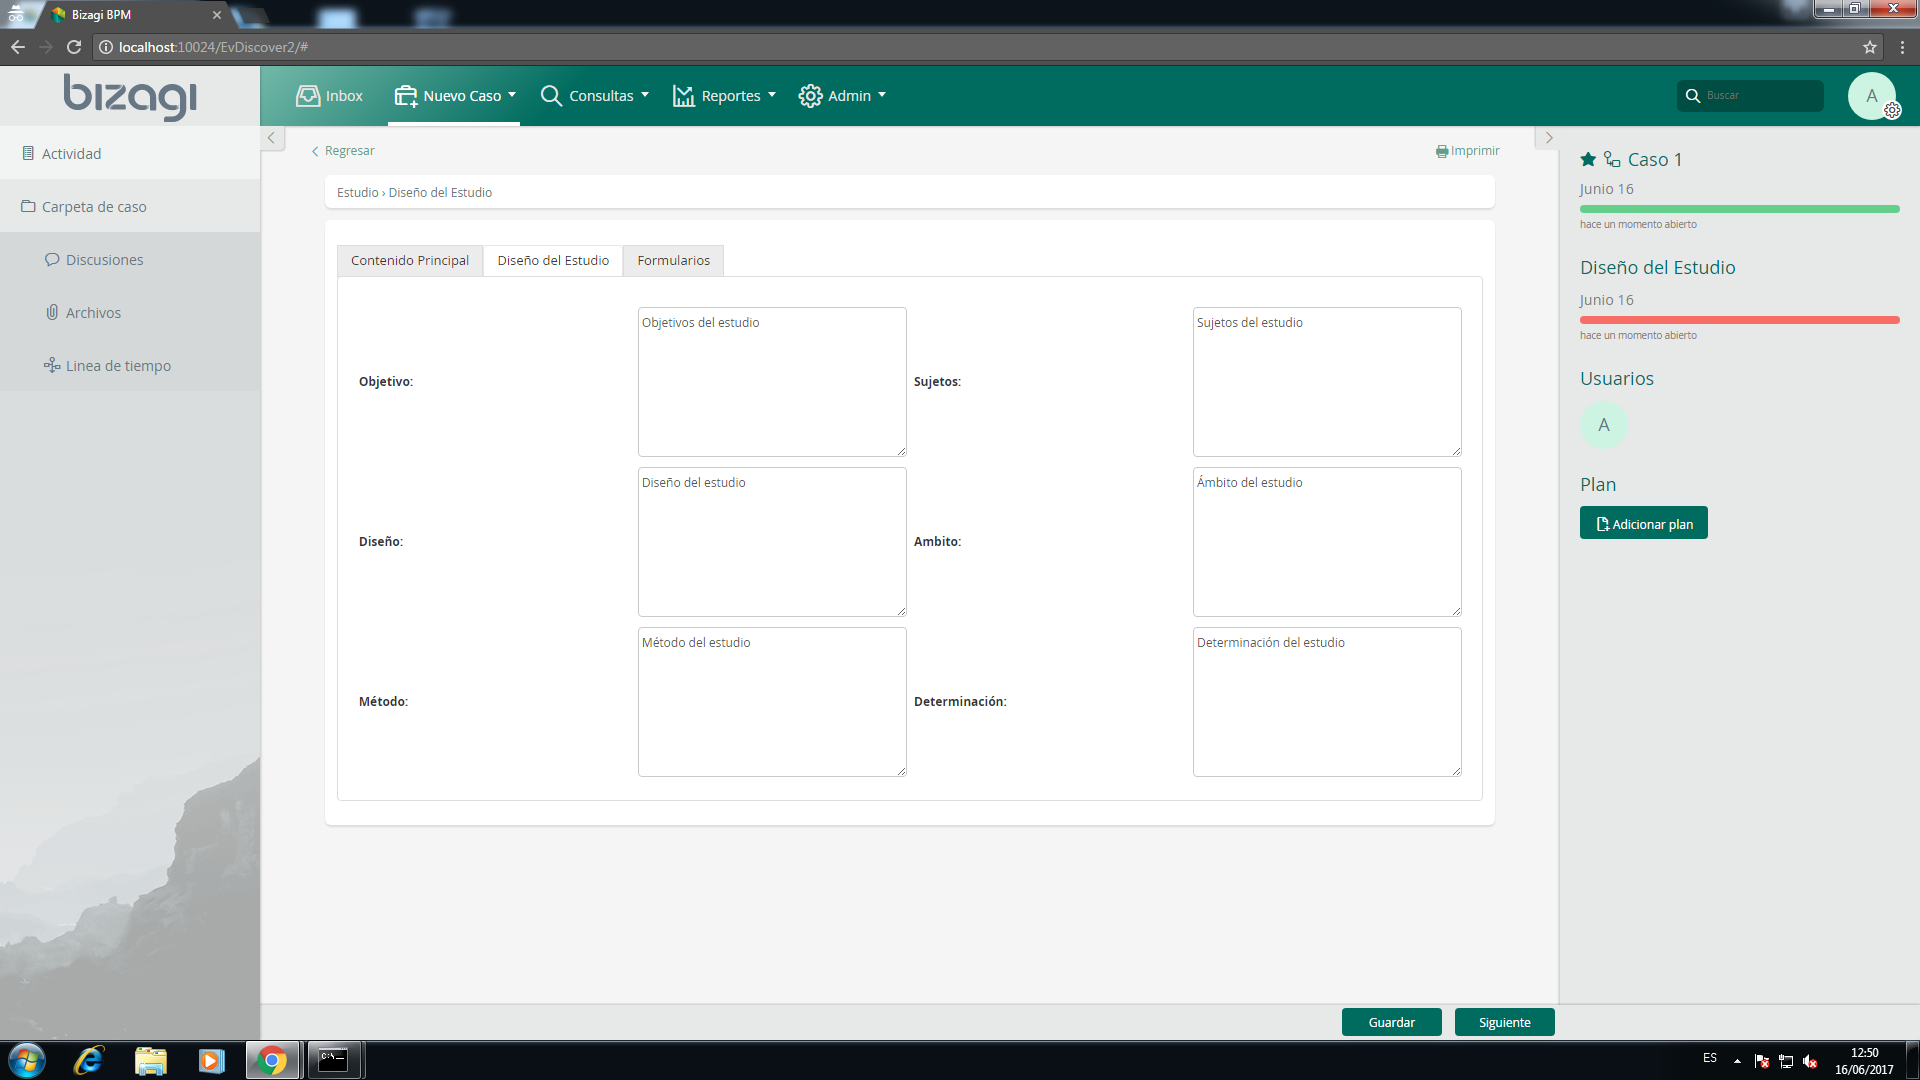 Bizagi BPM
localhost:10024/EvDiscover2/#
bizagi
Inbox
Nuevo Caso
Consultas
Reportes
Admin
Buscar
A
Actividad
Carpeta de caso
Discusiones
Archivos
Linea de tiempo
Regresar
Imprimir
Estudio › Diseño del Estudio
Contenido Principal
Diseño del Estudio
Formularios
Objetivo:
Objetivos del estudio
Sujetos:
Sujetos del estudio
Diseño:
Diseño del estudio
Ambito:
Ámbito del estudio
Método:
Método del estudio
Determinación:
Determinación del estudio
Caso 1
Junio 16
hace un momento abierto
Diseño del Estudio
Junio 16
hace un momento abierto
Usuarios
A
Plan
Adicionar plan
Guardar
Siguiente
C:\_
ES
12:50
16/06/2017